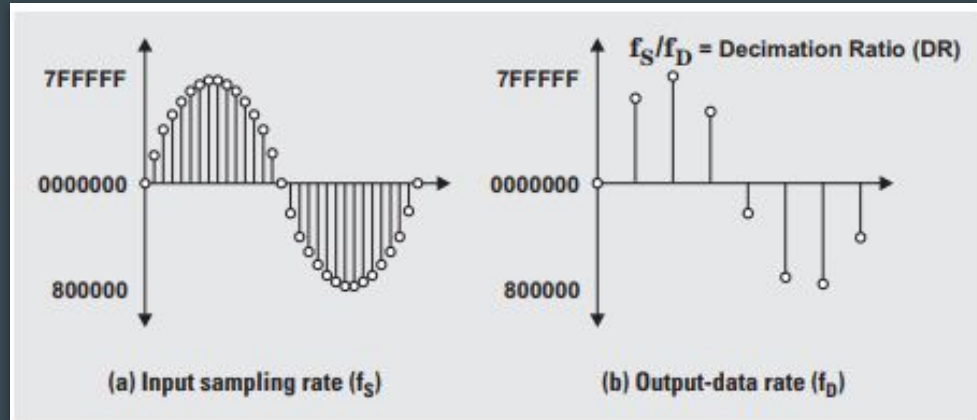 7FFFFF
0000000
800000
(a) Input sampling rate (fS)
fS/fD = Decimation Ratio (DR)
7FFFFF
0000000
800000
(b) Output-data rate (fD)